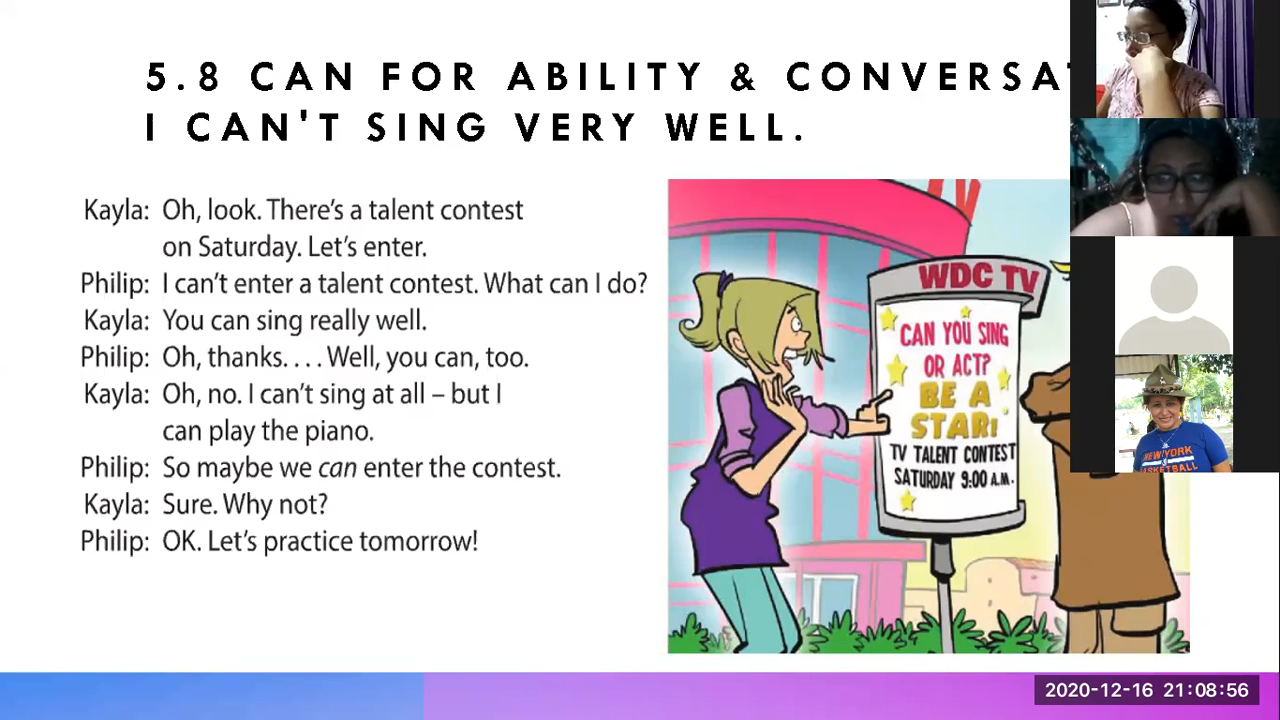 5.8 CAN FOR ABILITY & CONVERSA
I CAN'T SING VERY WELL.
Kayla: Oh, look. There's a talent contest
on Saturday. Let's enter.
Philip: I can't enter a talent contest. What can I do?
Kayla: You can sing really well.
Philip: Oh, thanks. . . . Well, you can, too.
Kayla: Oh, no. I can't sing at all – but I
can play the piano.
Philip: So maybe we can enter the contest.
Kayla: Sure. Why not?
Philip: OK. Let's practice tomorrow!
TV
WDC TV
CAN YOU SING
OR ACT?
BE A
STAR!
TV TALENT CONTEST
SATURDAY 9:00 A.M.
NEW YORK
BASKETBALL
2020-12-16 21:08:56